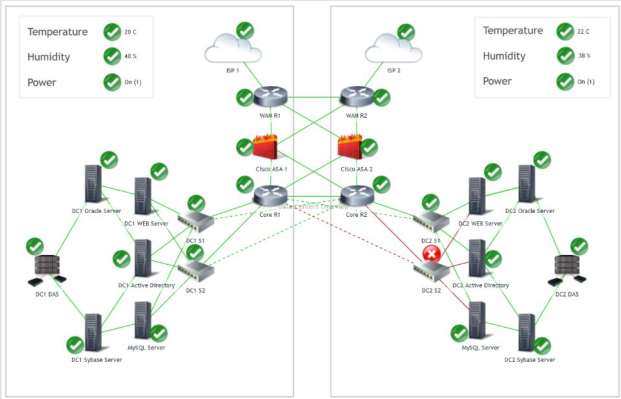 Temperature 20 C
Humidity 40 %
Power On (1)
Temperature 22 C
Humidity 38 %
Power On (1)
ISP 1
ISP 2
WAN R1
WAN R2
Cisco ASA 1
Cisco ASA 2
Core R1
Core R2
DC1 Oracle Server
DC1 WEB Server
DC1 S1
DC1 Active Directory
DC1 S2
DC1 DAS
DC1 Sybase Server
MySQL Server
DC2 S1
DC2 WEB Server
DC2 Oracle Server
DC2 S2
DC2 Active Directory
DC2 DAS
MySQL Server
DC2 Sybase Server